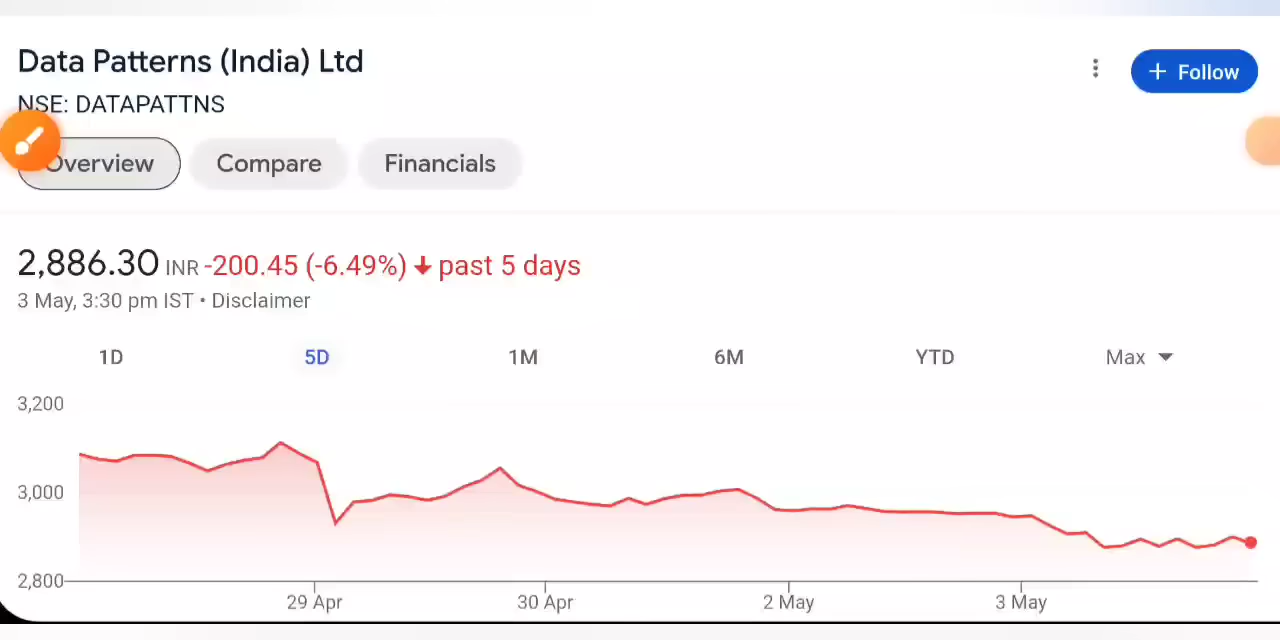 Data Patterns (India) Ltd
+ Follow
NSE: DATAPATTNS
Overview
Compare
Financials
2,886.30 INR -200.45 (-6.49%) ↓ past 5 days
3 May, 3:30 pm IST • Disclaimer
1D
5D
1M
6M
YTD
Max
3,200
3,000
2,800
29 Apr
30 Apr
2 May
3 May